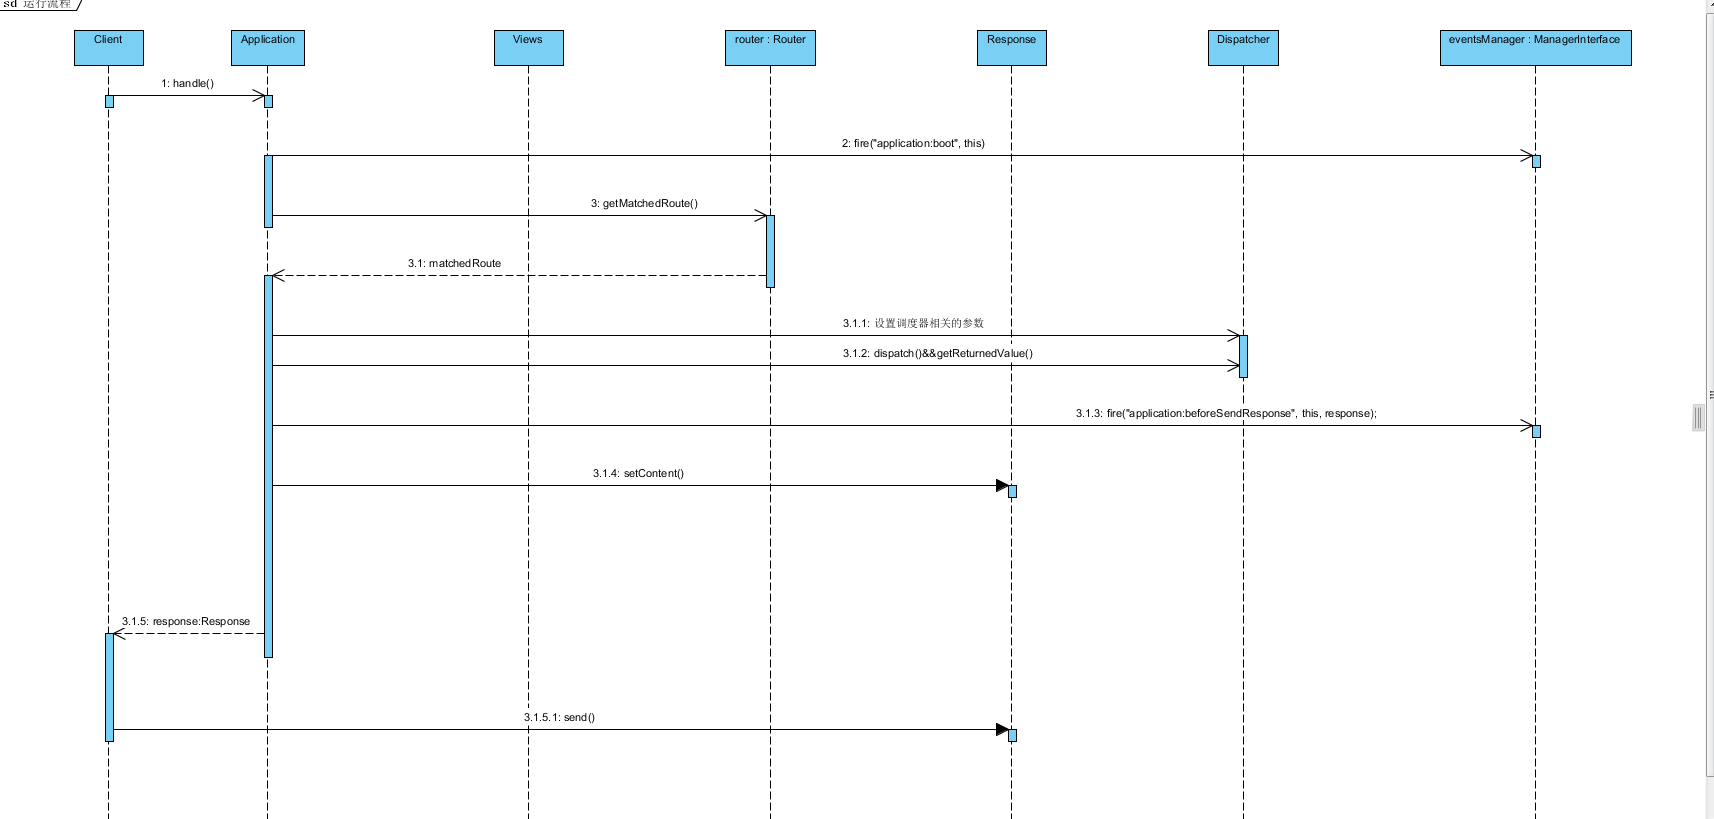 sd 运行流程
Client
Application
Views
router : Router
Response
Dispatcher
eventsManager : ManagerInterface
1: handle()
2: fire("application:boot", this)
3: getMatchedRoute()
3.1: matchedRoute
3.1.1: 设置调度器相关的参数
3.1.2: dispatch()&&getReturnedValue()
3.1.3: fire("application:beforeSendResponse", this, response);
3.1.4: setContent()
3.1.5: response:Response
3.1.5.1: send()